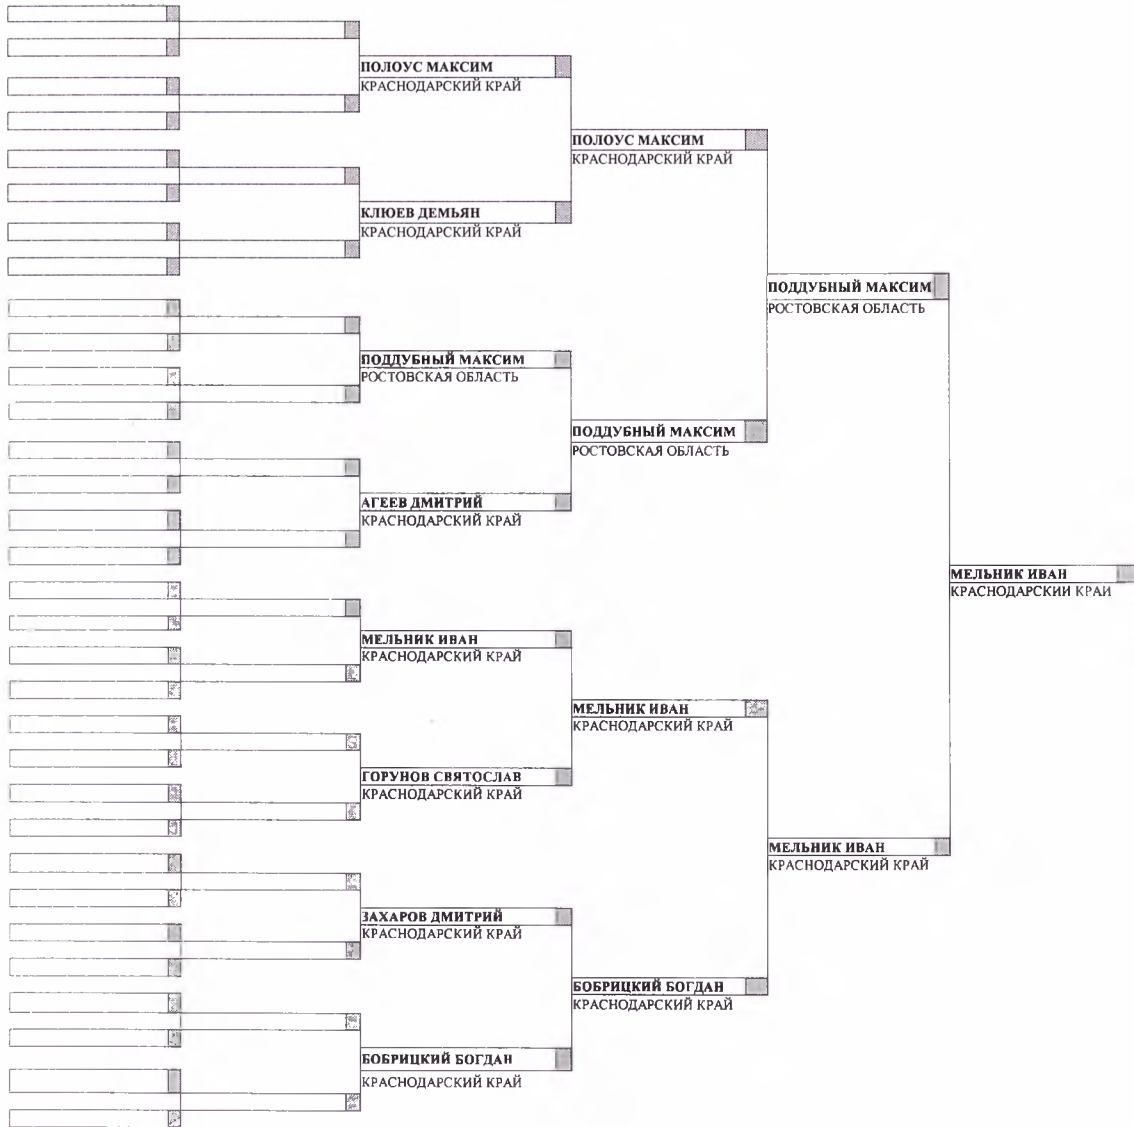 ПОЛОУС МАКСИМ
КРАСНОДАРСКИЙ КРАЙ
КЛЮЕВ ДЕМЬЯН
КРАСНОДАРСКИЙ КРАЙ
ПОДДУБНЫЙ МАКСИМ
РОСТОВСКАЯ ОБЛАСТЬ
АГЕЕВ ДМИТРИЙ
КРАСНОДАРСКИЙ КРАЙ
МЕЛЬНИК ИВАН
КРАСНОДАРСКИЙ КРАЙ
ГОРУНОВ СВЯТОСЛАВ
КРАСНОДАРСКИЙ КРАЙ
ЗАХАРОВ ДМИТРИЙ
КРАСНОДАРСКИЙ КРАЙ
БОБРИЦКИЙ БОГДАН
КРАСНОДАРСКИЙ КРАЙ
ПОЛОУС МАКСИМ
КРАСНОДАРСКИЙ КРАЙ
ПОДДУБНЫЙ МАКСИМ
РОСТОВСКАЯ ОБЛАСТЬ
МЕЛЬНИК ИВАН
КРАСНОДАРСКИЙ КРАЙ
БОБРИЦКИЙ БОГДАН
КРАСНОДАРСКИЙ КРАЙ
ПОДДУБНЫЙ МАКСИМ
РОСТОВСКАЯ ОБЛАСТЬ
МЕЛЬНИК ИВАН
КРАСНОДАРСКИЙ КРАЙ
МЕЛЬНИК ИВАН
КРАСНОДАРСКИЙ КРАЙ